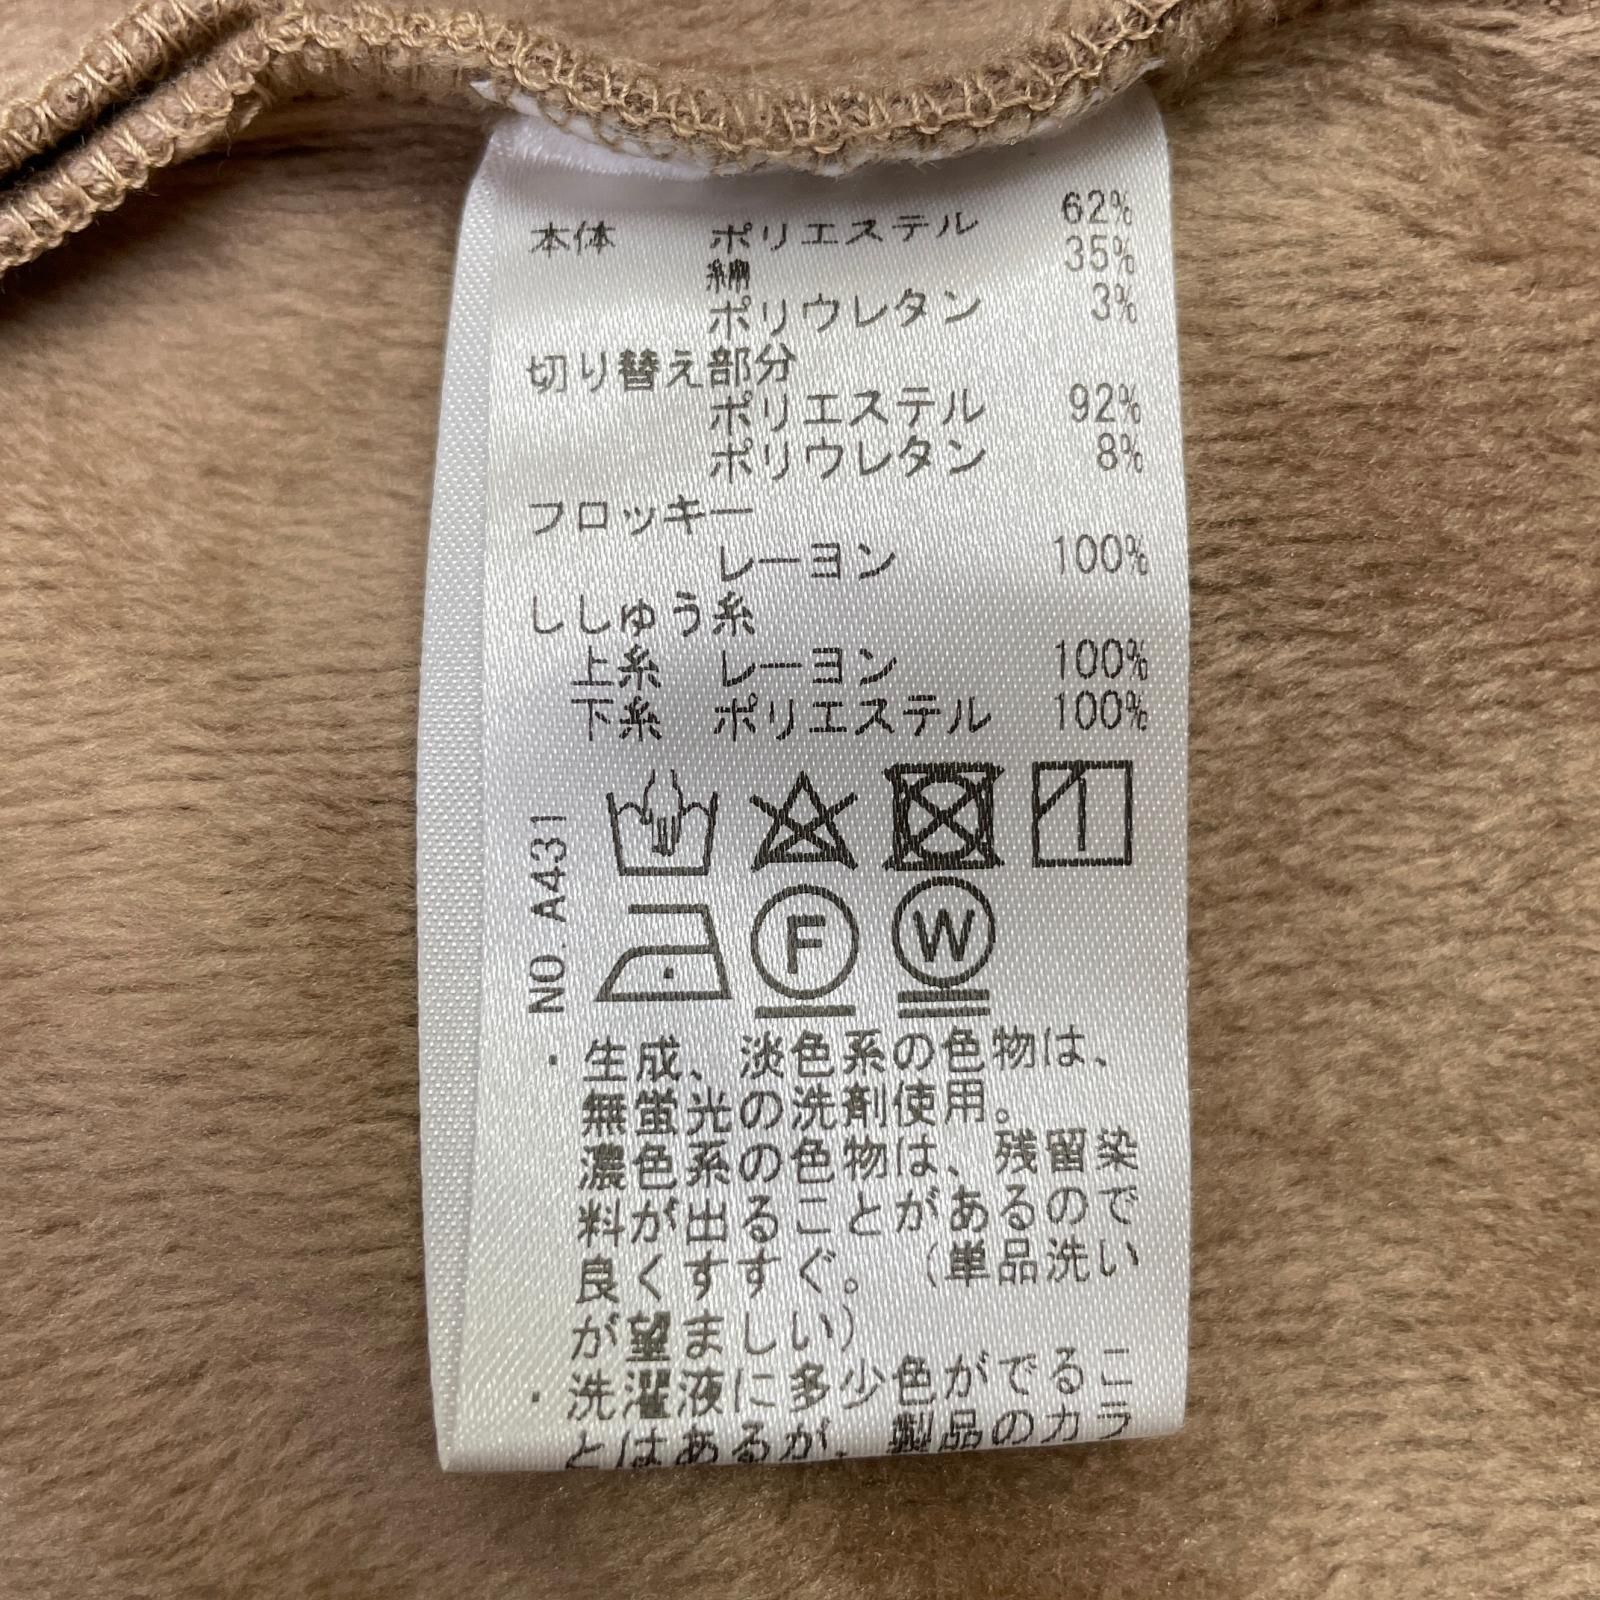 本体 ポリエステル 62%
綿 35%
ポリウレタン 3%
切り替え部分
ポリエステル 92%
ポリウレタン 8%
フロッキー
レーヨン 100%
ししゅう糸
上糸 レーヨン 100%
下糸 ポリエステル 100%
NO. A431
F W
・生成、淡色系の色物は、
無蛍光の洗剤使用。
濃色系の色物は、残留染
料が出ることがあるので
良くすすぐ。（単品洗い
が望ましい）
・洗濯液に多少色がでるこ
とはあるが、製品のカラ